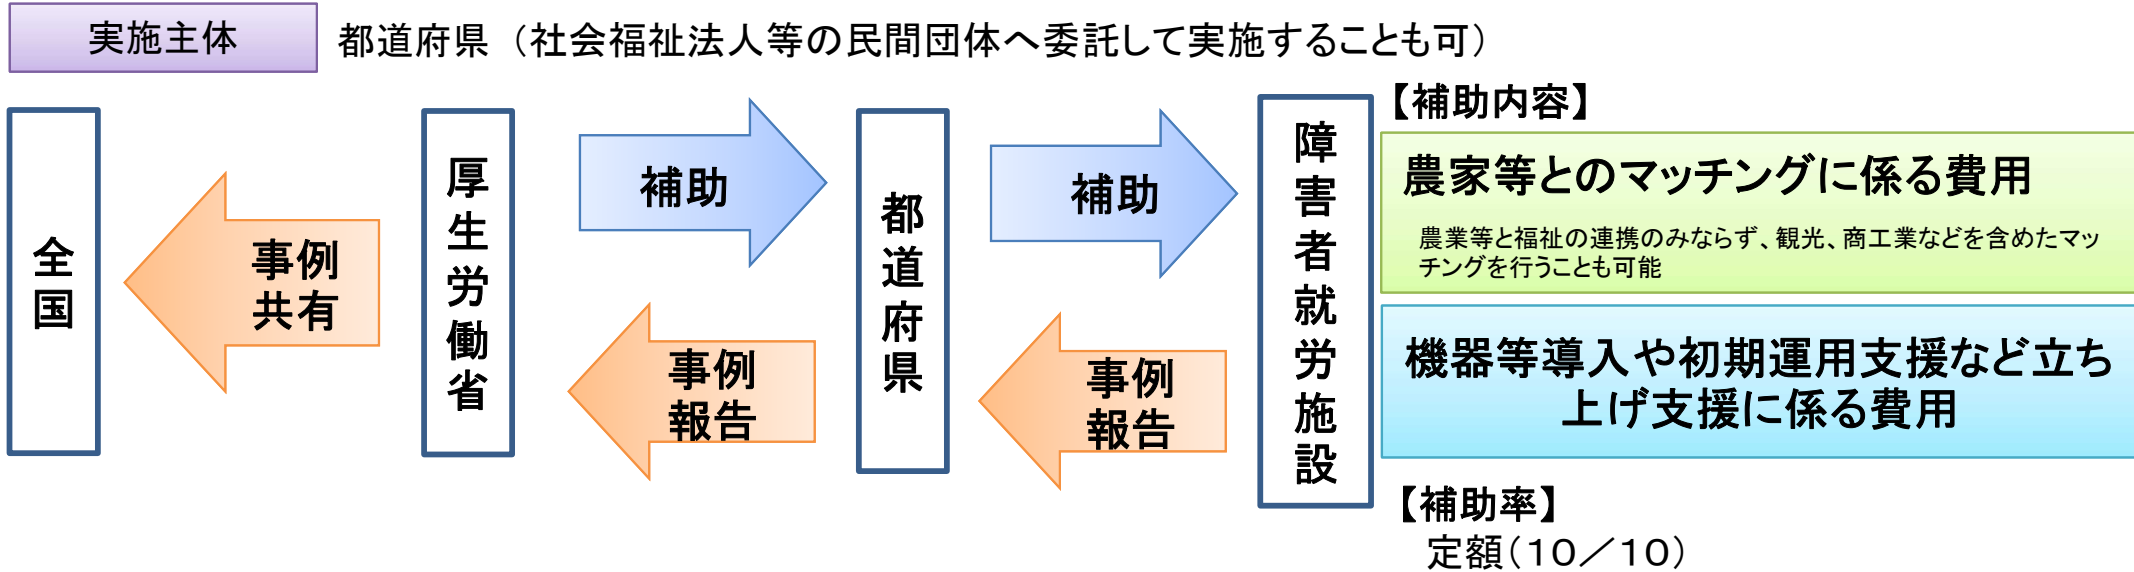 実施主体
都道府県（社会福祉法人等の民間団体へ委託して実施することも可）
全国
事例
共有
厚生労働省
補助
事例
報告
都道府県
補助
事例
報告
障害者就労施設
【補助内容】
農家等とのマッチングに係る費用
農業等と福祉の連携のみならず、観光、商工業などを含めたマッ
チングを行うことも可能
機器等導入や初期運用支援など立ち
上げ支援に係る費用
【補助率】
定額（１０／１０）